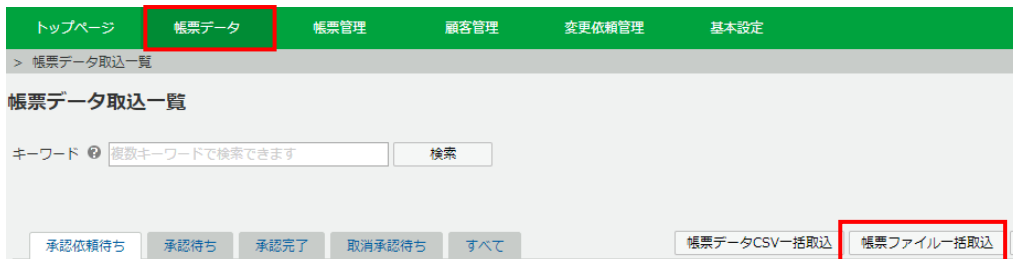 トップページ 帳票データ 帳票管理 顧客管理 変更依頼管理 基本設定
> 帳票データ取込一覧
帳票データ取込一覧
キーワード ? 複数キーワードで検索できます 検索
承認依頼待ち 承認待ち 承認完了 取消承認待ち すべて 帳票データCSV一括取込 帳票ファイル一括取込